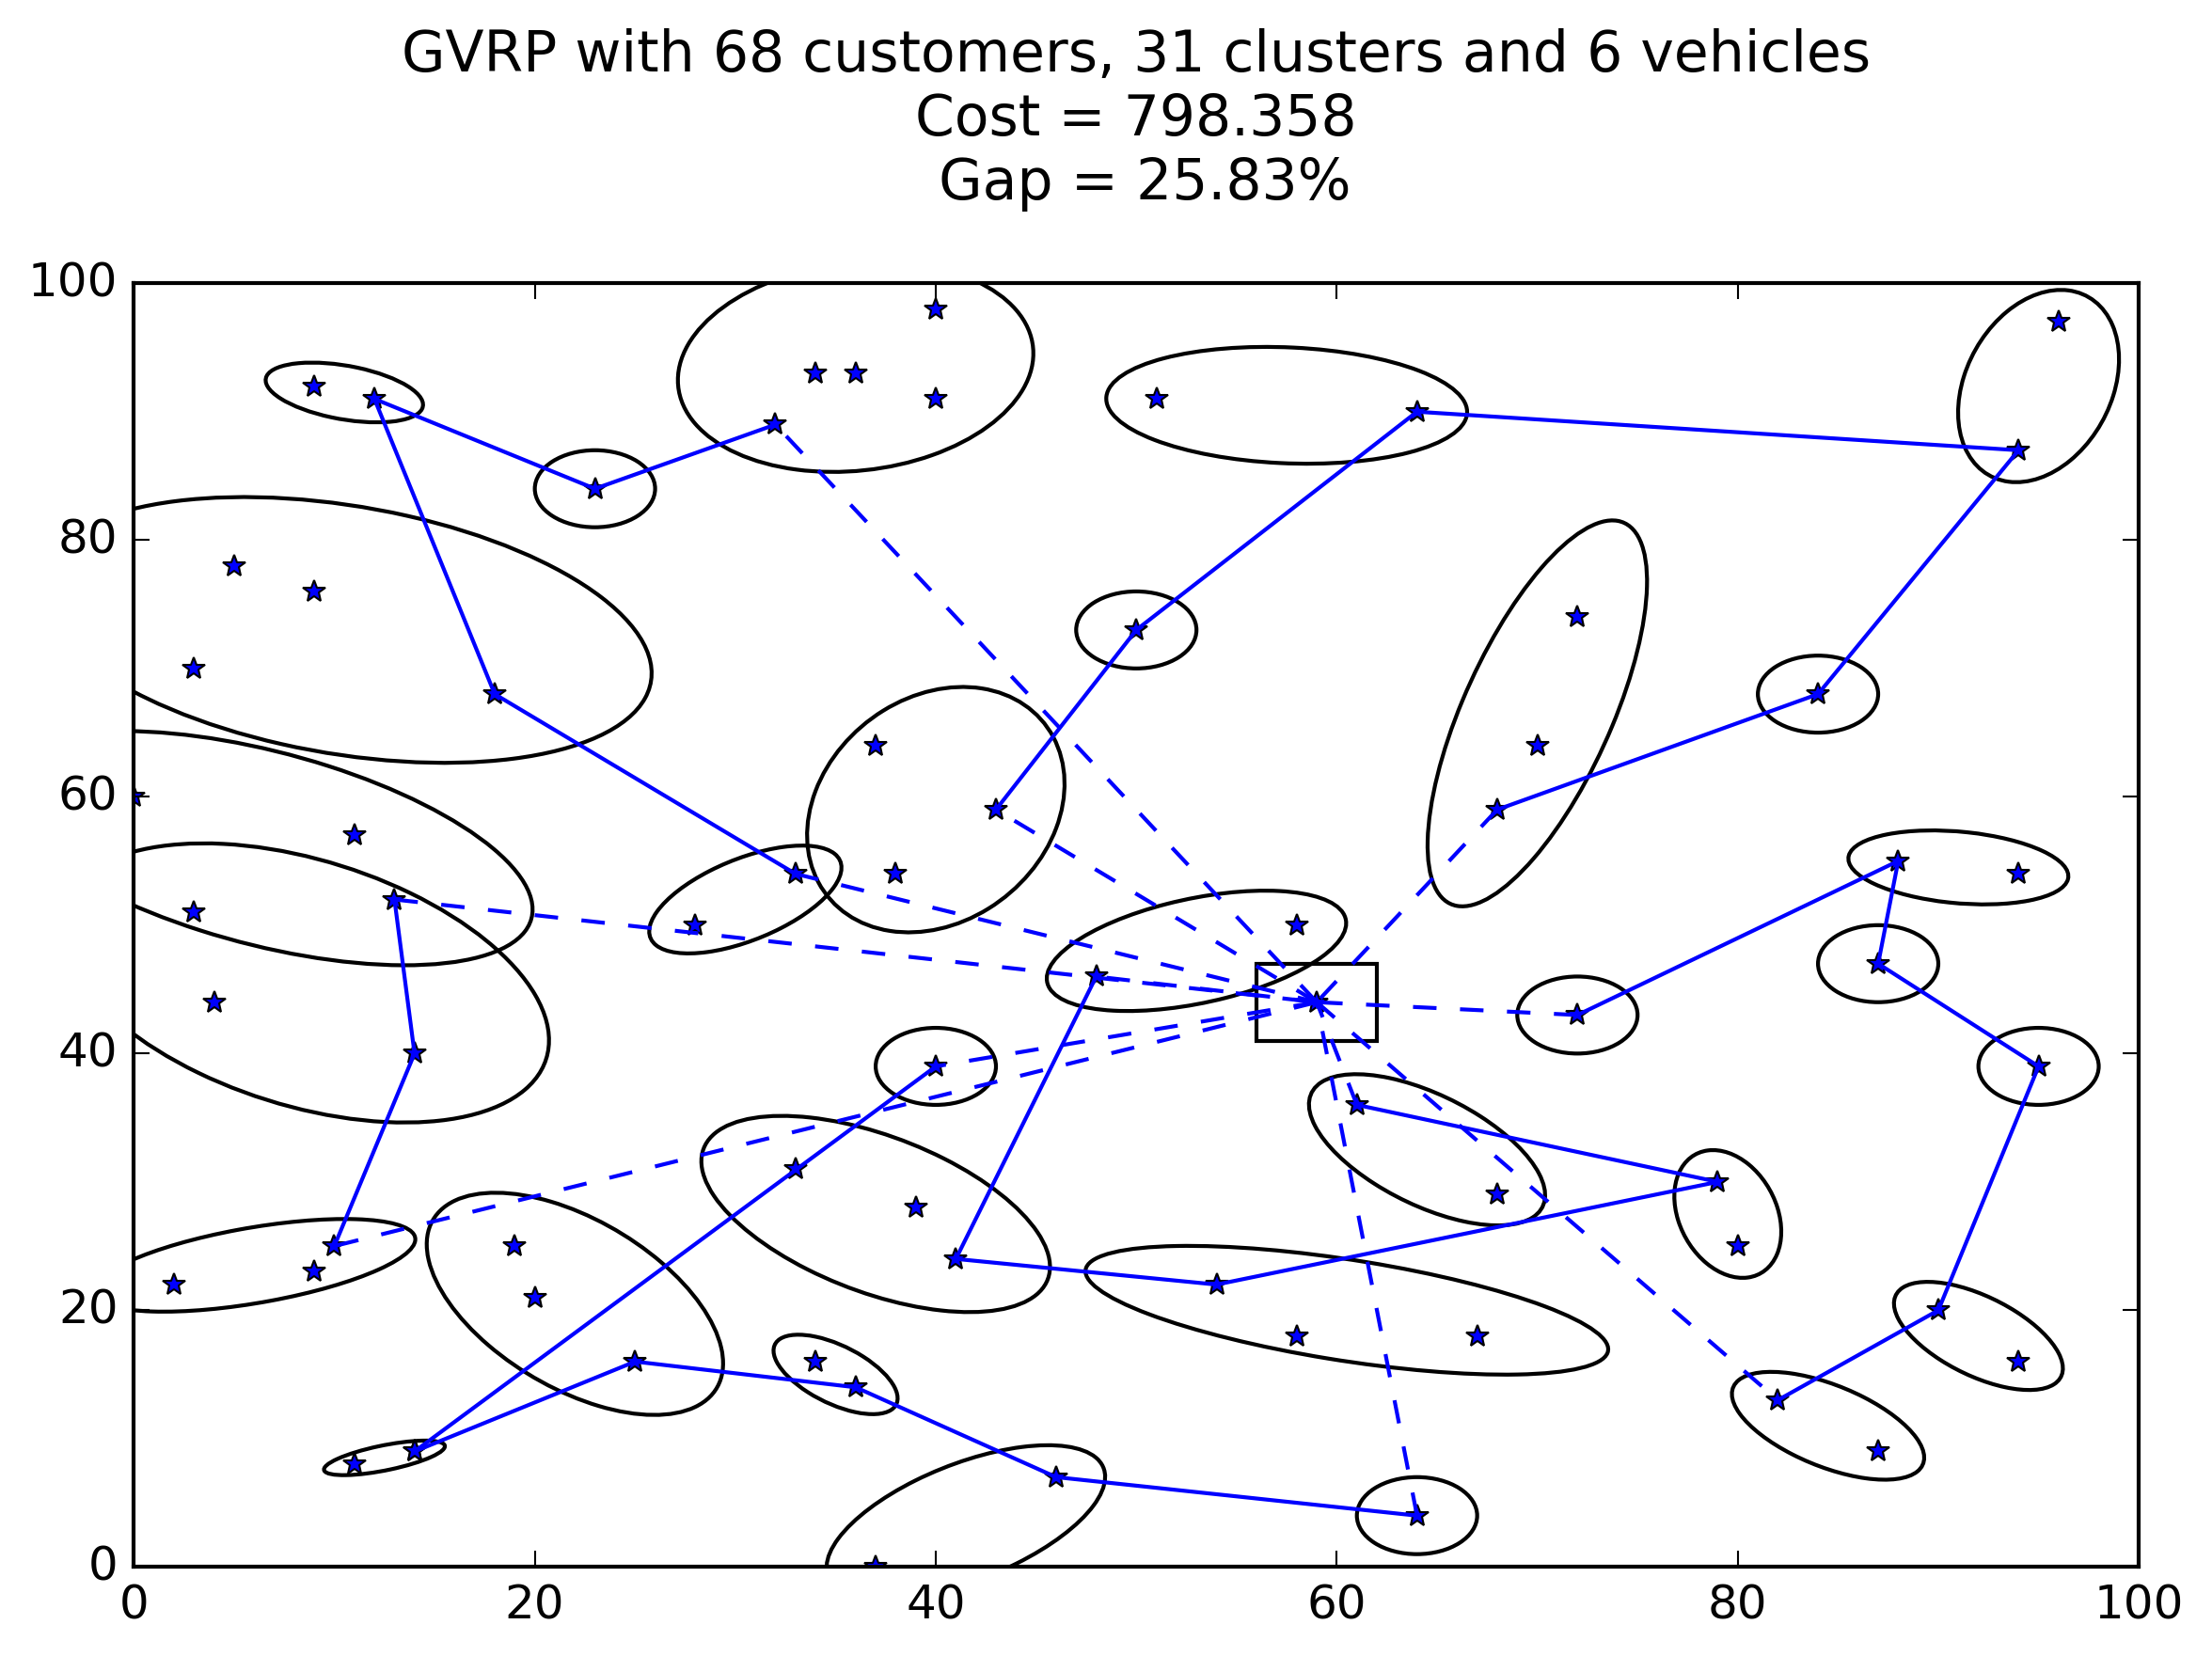 GVRP with 68 customers, 31 clusters and 6 vehicles
Cost = 798.358
Gap = 25.83%
100
80
60
40
20
0
0 20 40 60 80 100